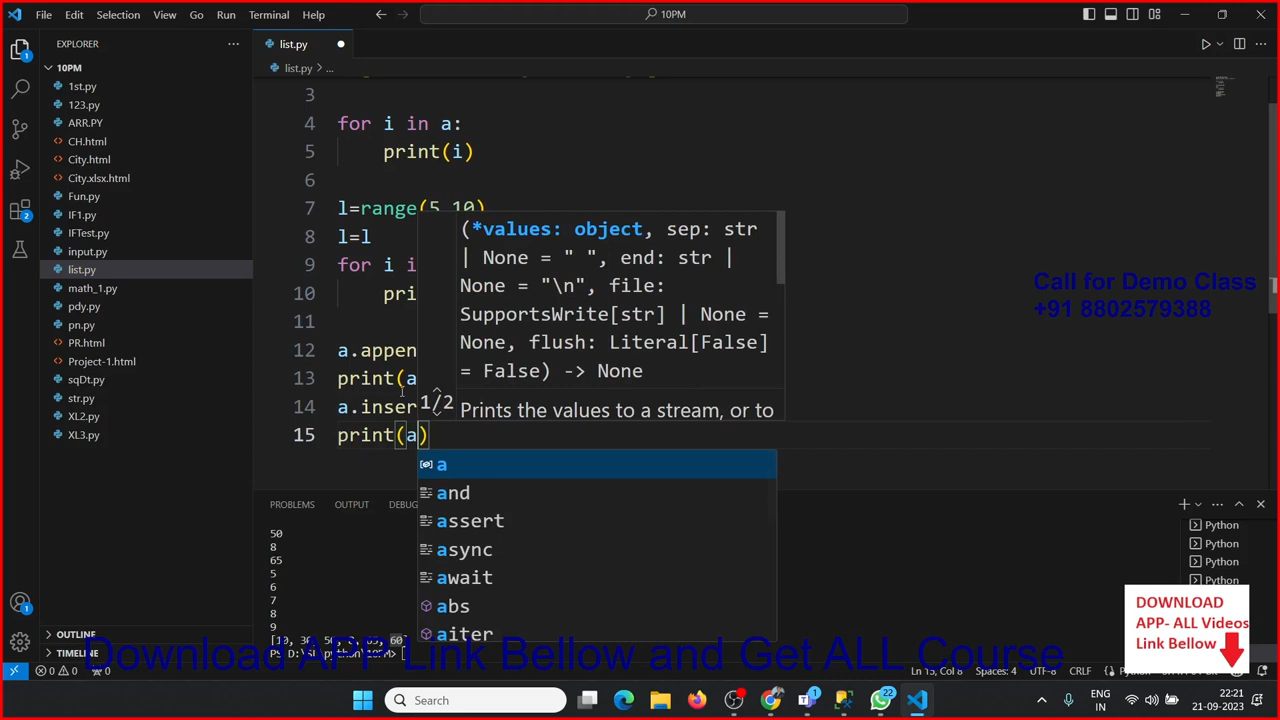 File Edit Selection View Go Run Terminal Help
10PM
EXPLORER
list.py
10PM
list.py > ...
1st.py
123.py
ARR.PY
CH.html
City.html
City.xlsx.html
Fun.py
IF1.py
IFTest.py
input.py
list.py
math_1.py
pdy.py
pn.py
PR.html
Project-1.html
sqDt.py
str.py
XL2.py
XL3.py
OUTLINE
TIMELINE
3
4 for i in a:
5 print(i)
6
7 l=range(5,10)
8 l=l
9 for i i
10 pri
11
12 a.appen
13 print(a
14 a.inser
15 print(a)
(*values: object, sep: str
| None = " ", end: str |
None = "\n", file:
SupportsWrite[str] | None =
None, flush: Literal[False]
= False) -> None
1/2
Prints the values to a stream, or to
a
and
assert
async
await
abs
aiter
Call for Demo Class
+91 8802579388
PROBLEMS OUTPUT DEBU
50
8
65
5
6
7
8
9
Python
Python
Python
Python
DOWNLOAD
APP- ALL Videos
Link Bellow
Download APP Link Bellow and Get ALL Course
0 0 0
Ln 15, Col 8 Spaces: 4 UTF-8 CRLF Python
Search
ENG
IN
22:21
21-09-2023